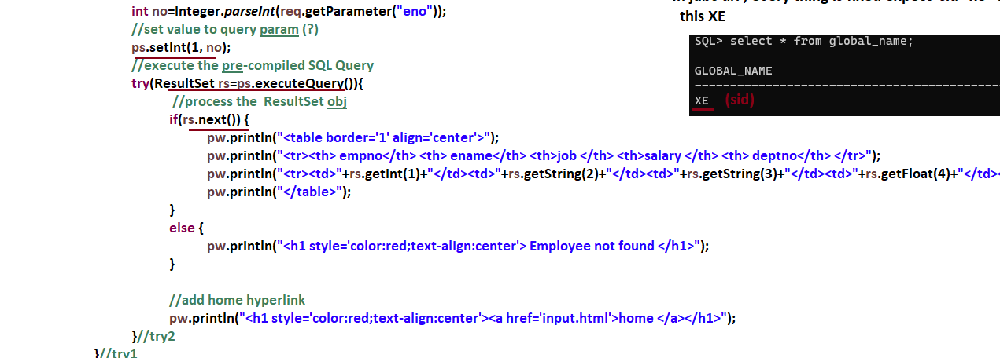 int no=Integer.parseInt(req.getParameter("eno"));
//set value to query param (?)
ps.setInt(1, no);
//execute the pre-compiled SQL Query
try(ResultSet rs=ps.executeQuery()){
//process the ResultSet obj
if(rs.next()) {
pw.println("<table border='1' align='center'>");
pw.println("<tr><th> empno</th> <th> ename</th> <th>job </th> <th>salary </th> <th> deptno</th> </tr>");
pw.println("<tr><td>"+rs.getInt(1)+"</td><td>"+rs.getString(2)+"</td><td>"+rs.getString(3)+"</td><td>"+rs.getFloat(4)+"</td><
pw.println("</table>");
}
else {
pw.println("<h1 style='color:red;text-align:center'> Employee not found </h1>");
}
//add home hyperlink
pw.println("<h1 style='color:red;text-align:center'><a href='input.html'>home </a></h1>");
}//try2
}//try1
this XE
SQL> select * from global_name;
GLOBAL_NAME
--------------------------------------------------------------------------------
XE (sid)